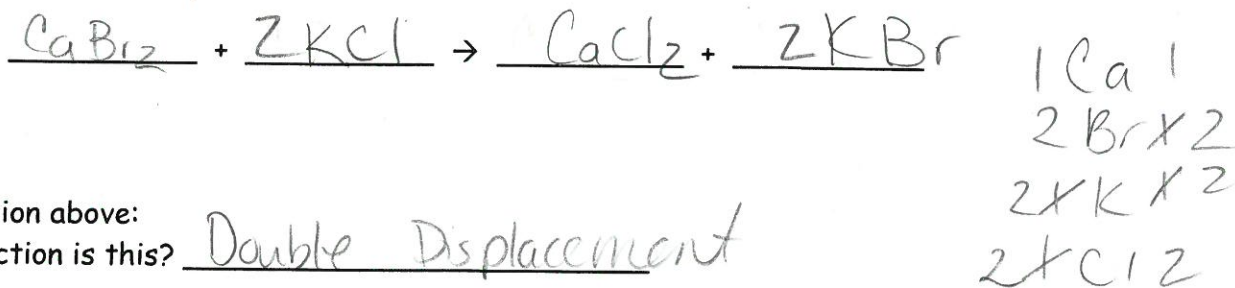 CaBr2 + 2KCl → CaCl2 + 2KBr
1 Ca 1
2 Br X 2
2 X K X 2
2 X Cl 2
ion above:
ction is this? Double Displacement